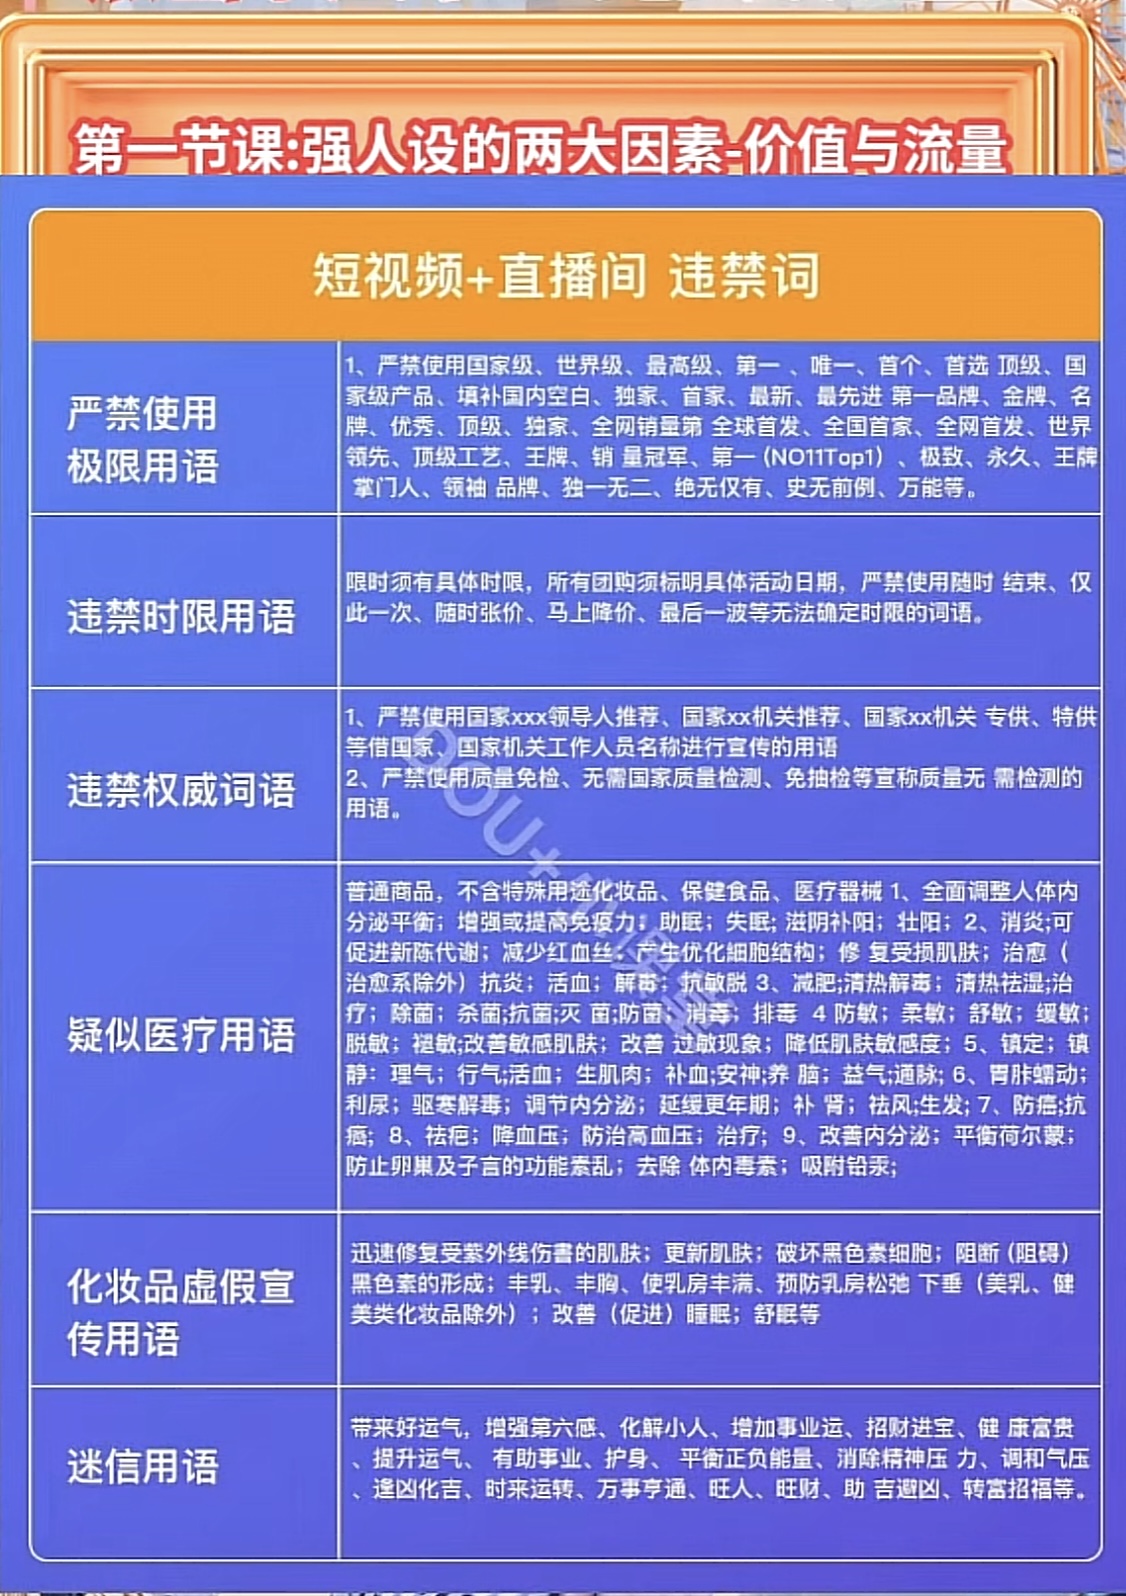 第一节课:强人设的两大因素-价值与流量
短视频+直播间 违禁词
严禁使用
极限用语
1、严禁使用国家级、世界级、最高级、第一 、唯一、首个、首选 顶级、国
家级产品、填补国内空白、独家、首家、最新、最先进 第一品牌、金牌、名
牌、优秀、顶级、独家、全网销量第 全球首发、全国首家、全网首发、世界
领先、顶级工艺、王牌、销 量冠军、第一 (NO11Top1) 、极致、永久、王牌
掌门人、领袖 品牌、独一无二、绝无仅有、史无前例、万能等。
违禁时限用语
限时须有具体时限，所有团购须标明具体活动日期，严禁使用随时 结束、仅
此一次、随时张价、马上降价、最后一波等无法确定时限的词语。
违禁权威词语
1、严禁使用国家xxx领导人推荐、国家xx机关推荐、国家xx机关 专供、特供
等借国家、国家机关工作人员名称进行宣传的用语
2、严禁使用质量免检、无需国家质量检测、免抽检等宣称质量无 需检测的
用语。
疑似医疗用语
普通商品，不含特殊用途化妆品、保健食品、医疗器械 1、全面调整人体内
分泌平衡；增强或提高免疫力；助眠；失眠; 滋阴补阳；壮阳；2、消炎;可
促进新陈代谢；减少红血丝；产生优化細胞结构；修 复受损肌肤；治愈（
治愈系除外）抗炎；活血；解毒；抗敏脱 3、减肥;清热解毒；清热祛湿;治
疗；除菌；杀菌;抗菌;灭 菌;防菌；消毒；排毒 4 防敏；柔敏；舒敏；缓敏；
脱敏；褪敏;改善敏感肌肤；改善 过敏现象；降低肌肤敏感度；5、镇定；镇
静：理气；行气;活血；生肌肉；补血;安神;养 脑；益气;通脉; 6、胃胩蠕动；
利尿；驱寒解毒；调节内分泌；延缓更年期；补 肾；祛风;生发; 7、防癌;抗
癌；8、祛疤；降血压；防治高血压；治疗；9、改善内分泌；平衡荷尔蒙；
防止卵巢及子言的功能素乱；去除 体内毒素；吸附铅汞;
化妆品虚假宣
传用语
迅速修复受紫外线伤害的肌肤；更新肌肤；破坏黑色素细胞；阻断 (阻碍)
黑色素的形成；丰乳、丰胸、使乳房丰满、预防乳房松弛 下垂（美乳、健
美类化妆品除外）；改善（促进）睡眠；舒眠等
迷信用语
带来好运气，增强第六感、化解小人、增加事业运、招财进宝、健 康富贵
、提升运气、 有助事业、护身、 平衡正负能量、消除精神压 力、调和气压
、逢凶化吉、时来运转、万事亨通、旺人、旺财、助 吉避凶、转富招福等。
DOU+小课堂